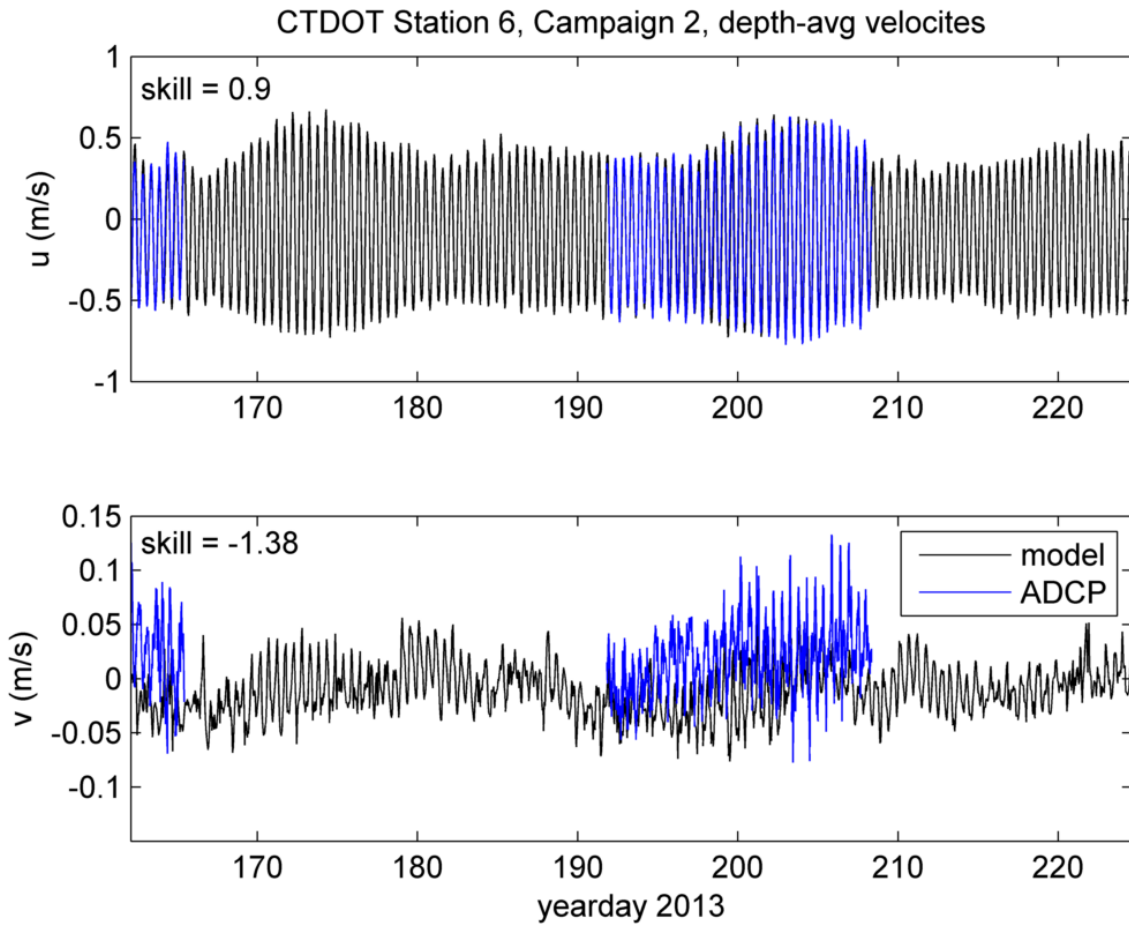 CTDOT Station 6, Campaign 2, depth-avg velocites
skill = 0.9
1
0.5
0
-0.5
-1
u (m/s)
170 180 190 200 210 220
skill = -1.38
0.15
0.1
0.05
0
-0.05
-0.1
v (m/s)
model
ADCP
170 180 190 200 210 220
yearday 2013